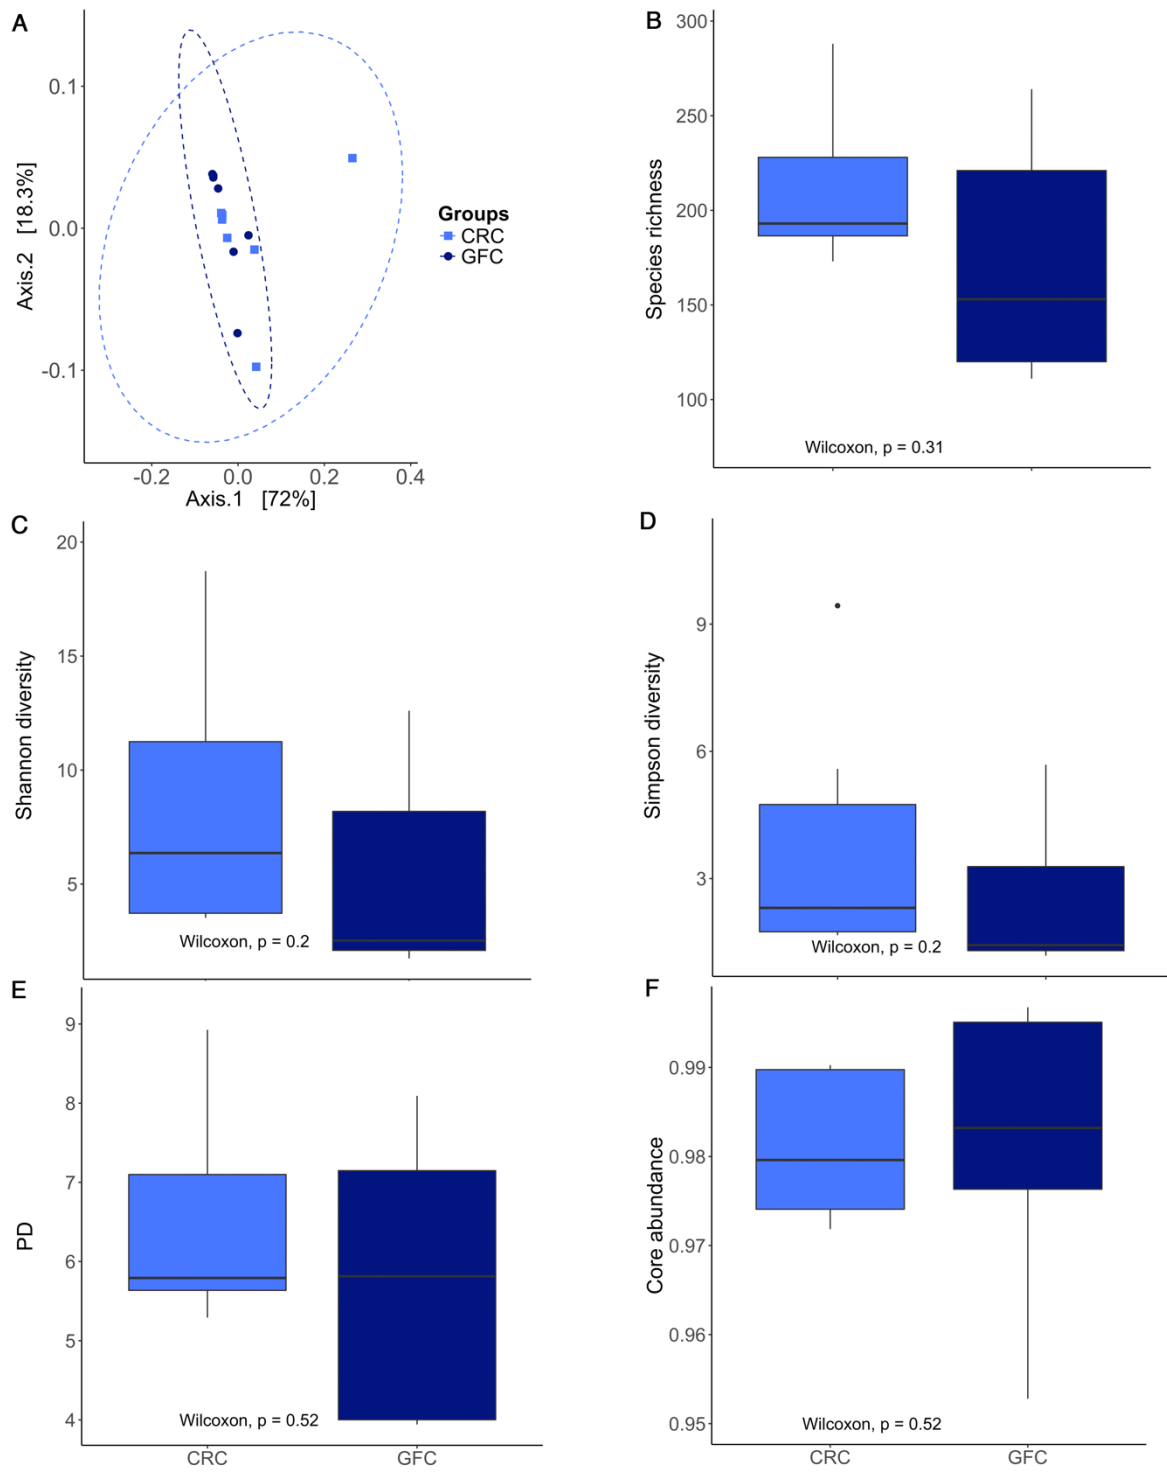 A
0.1
0.0
-0.1
Axis.2 [18.3%]
-0.2
0.0
0.2
0.4
Axis.1 [72%]
Groups
CRC
GFC
B
300
250
200
150
100
Species richness
Wilcoxon, p = 0.31
C
20
15
10
5
Shannon diversity
Wilcoxon, p = 0.2
D
9
6
3
Simpson diversity
Wilcoxon, p = 0.2
E
9
8
7
6
5
4
PD
Wilcoxon, p = 0.52
CRC
GFC
F
0.99
0.98
0.97
0.96
0.95
Core abundance
Wilcoxon, p = 0.52
CRC
GFC